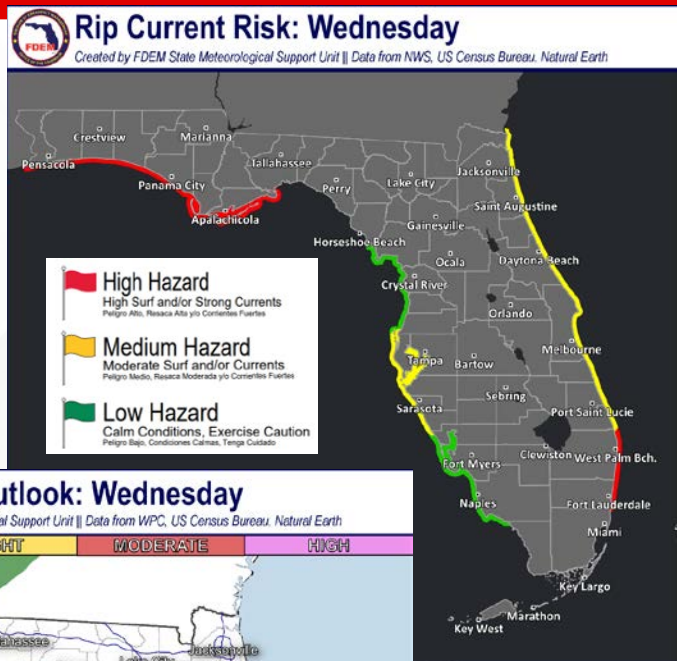 FDEM
Rip Current Risk: Wednesday
Created by FDEM State Meteorological Support Unit || Data from NWS, US Census Bureau, Natural Earth
Crestview
Marianna
Pensacola
Tallahassee
Panama City
Perry
Lake City
Jacksonville
Apalachicola
Saint Augustine
Gainesville
Horseshoe Beach
Ocala
Daytona Beach
Crystal River
Orlando
Tampa
Bartow
Melbourne
Sarasota
Sebring
Port Saint Lucie
Clewiston
West Palm Bch.
Fort Myers
Naples
Fort Lauderdale
Miami
Key Largo
Marathon
Key West
High Hazard
High Surf and/or Strong Currents
Peligro Alto, Resaca Alta y/o Corrientes Fuertes
Medium Hazard
Moderate Surf and/or Currents
Peligro Medio, Resaca Moderada y/o Corrientes Fuertes
Low Hazard
Calm Conditions, Exercise Caution
Peligro Bajo, Condiciones Calmas, Tenga Cuidado
utlook: Wednesday
al Support Unit || Data from WPC, US Census Bureau, Natural Earth
HT
MODERATE
HIGH
ahassee
Jacksonville